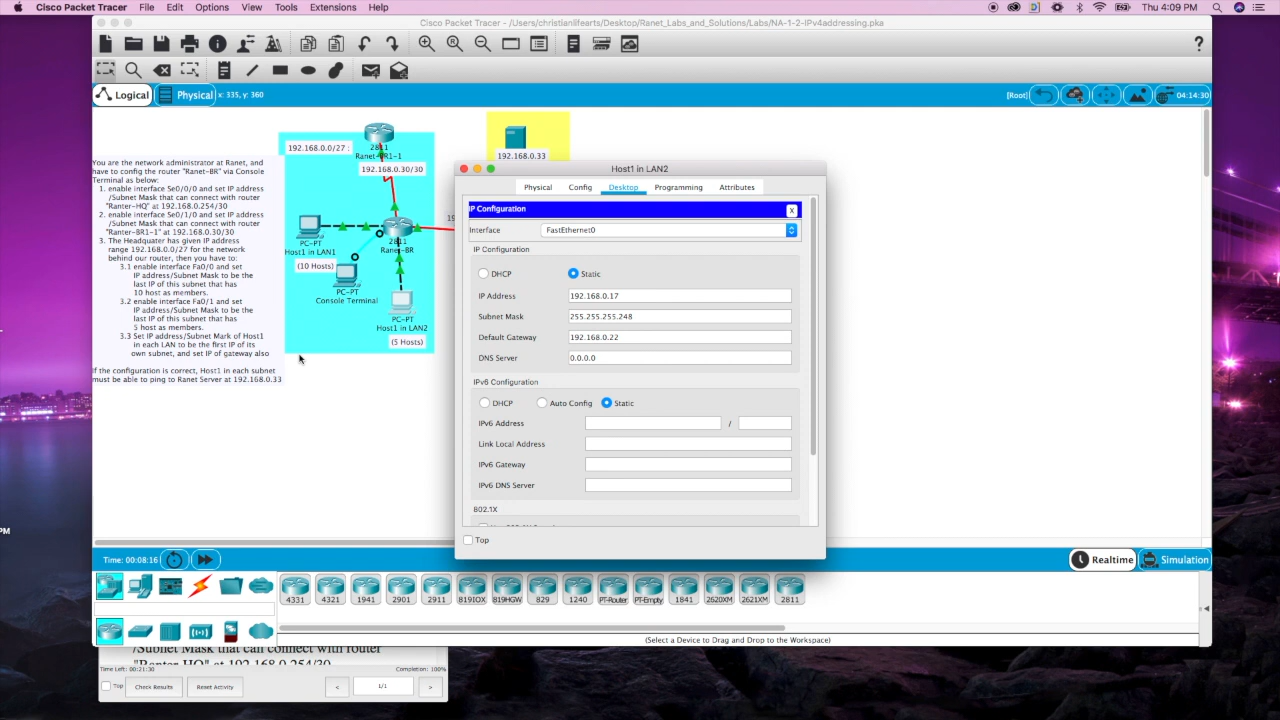 Cisco Packet Tracer File Edit Options View Tools Extensions Help Thu 4:09 PM
Cisco Packet Tracer - /Users/christianlifearts/Desktop/Ranet_Labs_and_Solutions/Labs/NA-1-2-IPv4addressing.pka
Logical Physical x: 335, y: 360 [Root] 04:14:30
You are the network administrator at Ranet, and
have to config the router "Ranet-BR" via Console
Terminal as below:
1. enable interface Se0/0/0 and set IP address
/Subnet Mask that can connect with router
"Ranter-HQ" at 192.168.0.254/30
2. enable interface Se0/1/0 and set IP address
/Subnet Mask that can connect with router
"Ranter-BR1-1" at 192.168.0.30/30
3. The Headquater has given IP address
range 192.168.0.0/27 for the network
behind our router, then you have to:
3.1 enable interface Fa0/0 and set
IP address/Subnet Mask to be the
last IP of this subnet that has
10 host as members.
3.2 enable interface Fa0/1 and set
IP address/Subnet Mask to be the
last IP of this subnet that has
5 host as members.
3.3 Set IP address/Subnet Mark of Host1
in each LAN to be the first IP of its
own subnet, and set IP of gateway also
If the configuration is correct, Host1 in each subnet
must be able to ping to Ranet Server at 192.168.0.33
192.168.0.0/27 :
2811
192.168.0.30/30
PC-PT
Host1 in LAN1
(10 Hosts)
2811
Ranet-BR
PC-PT
Console Terminal
PC-PT
Host1 in LAN2
(5 Hosts)
192.168.0.33
Host1 in LAN2
Physical Config Desktop Programming Attributes
IP Configuration
X
Interface FastEthernet0
IP Configuration
DHCP Static
IP Address 192.168.0.17
Subnet Mask 255.255.255.248
Default Gateway 192.168.0.22
DNS Server 0.0.0.0
IPv6 Configuration
DHCP Auto Config Static
IPv6 Address /
Link Local Address
IPv6 Gateway
IPv6 DNS Server
802.1X
Top
PM
Time: 00:08:16 Realtime Simulation
4331 4321 1941 2901 2911 819IOX 819HGW 829 1240 PT-Router PT-Empty 1841 2620XM 2621XM 2811
(Select a Device to Drag and Drop to the Workspace)
/Subnet Mask that can connect with router
"Ranter-HQ" at 192.168.0.254/30
Time Left: 00:21:30 Completion: 100%
Top Check Results Reset Activity < 1/1 >